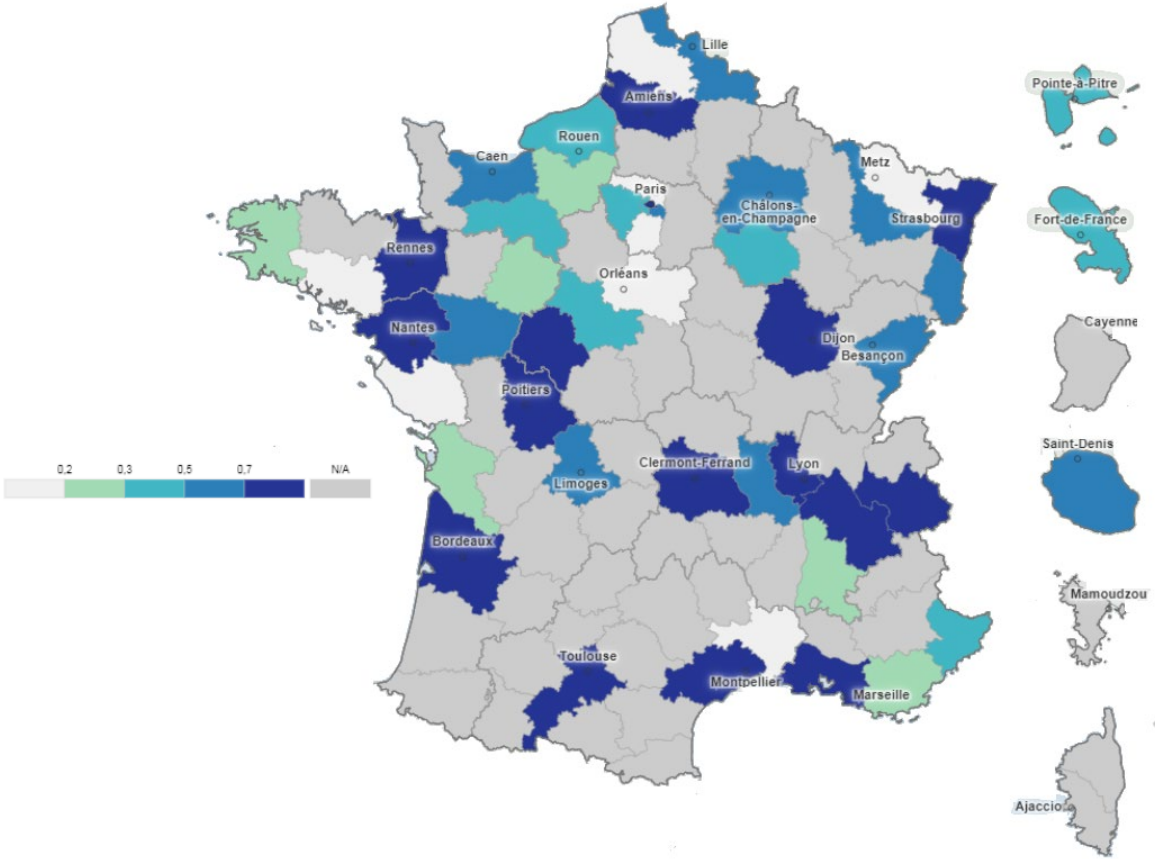 Lille
Pointe-à-Pitre
Amiens
Rouen
Caen
Metz
Paris
Châlons-
en-Champagne
Strasbourg
Fort-de-France
Rennes
Orléans
Nantes
Dijon
Besançon
Cayenne
Poitiers
Saint-Denis
0,2 0,3 0,5 0,7 N/A
Clermont-Ferrand
Lyon
Limoges
Bordeaux
Mamoudzou
Toulouse
Montpellier
Marseille
Ajaccio